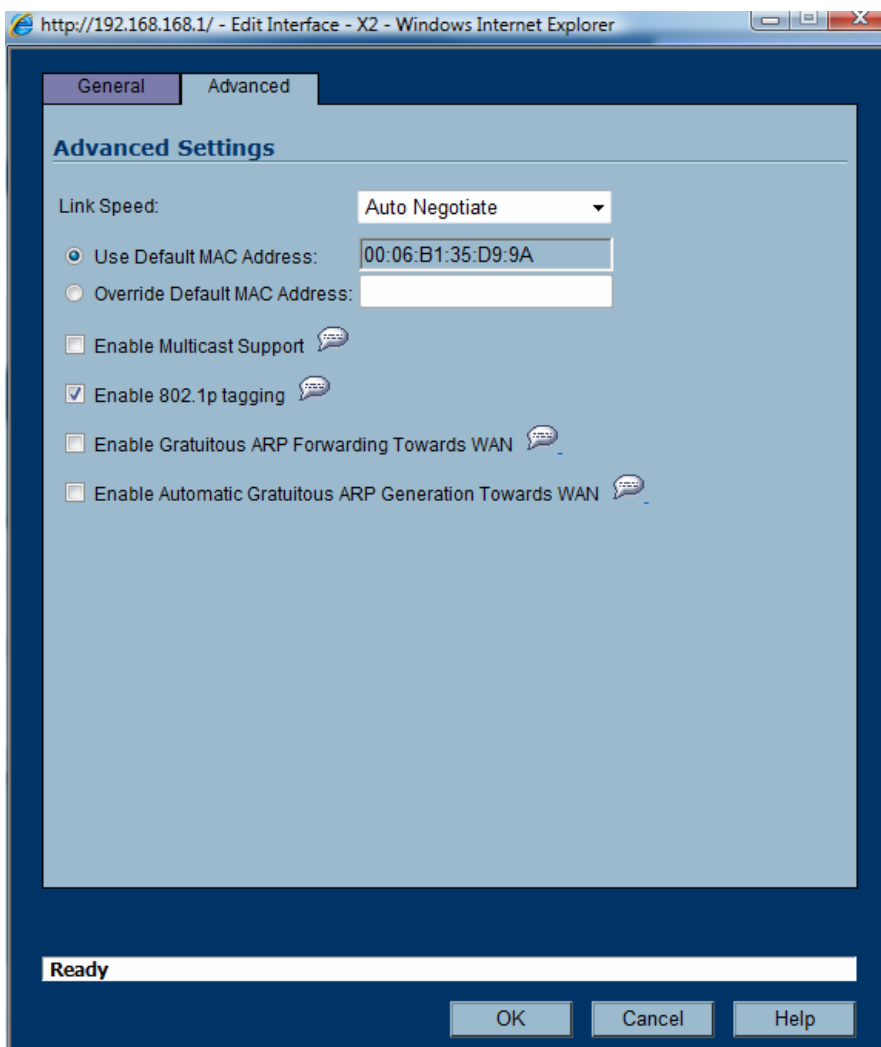 http://192.168.168.1/ - Edit Interface - X2 - Windows Internet Explorer
General Advanced
Advanced Settings
Link Speed: Auto Negotiate
Use Default MAC Address: 00:06:B1:35:D9:9A
Override Default MAC Address:
Enable Multicast Support
Enable 802.1p tagging
Enable Gratuitous ARP Forwarding Towards WAN
Enable Automatic Gratuitous ARP Generation Towards WAN
Ready
OK Cancel Help